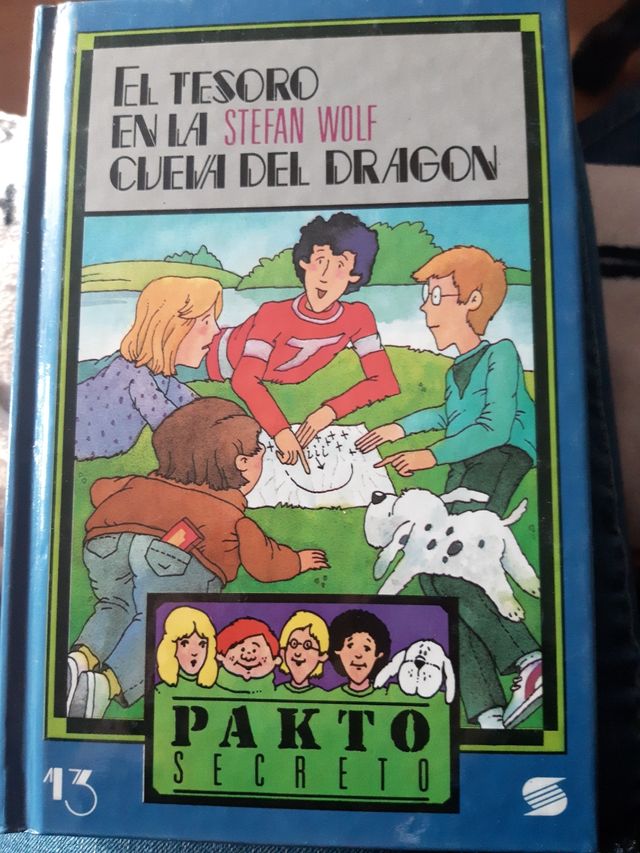 EL TESORO
EN LA STEFAN WOLF
CUEVA DEL DRAGON
T
PAKTO
SECRETO
13
S